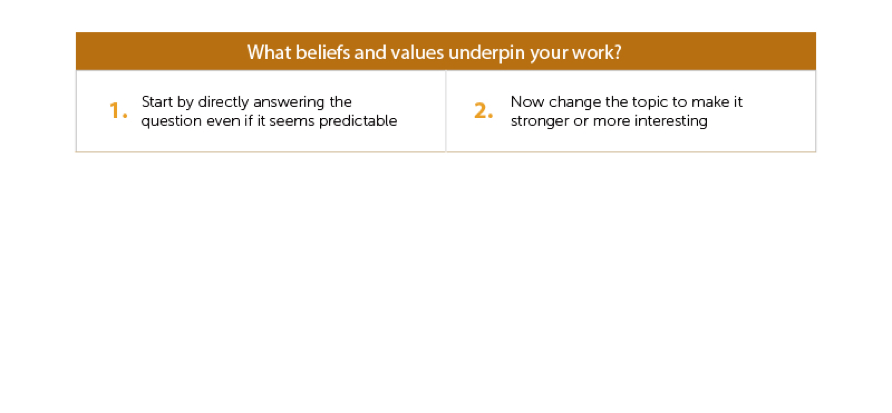 What beliefs and values underpin your work?
1. Start by directly answering the
question even if it seems predictable
2. Now change the topic to make it
stronger or more interesting